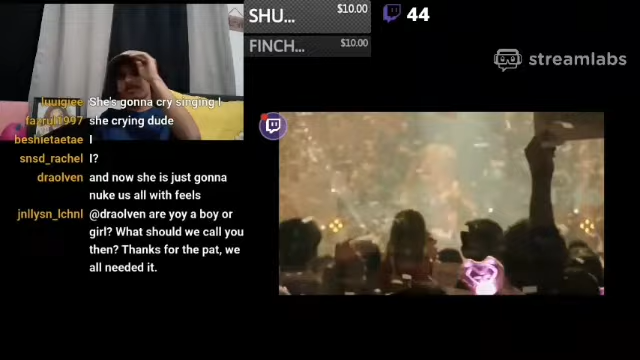 SHU... $10.00
FINCH... $10.00
44
streamlabs
luuigiee She's gonna cry singing I
she crying dude
beshietaetae I
snsd_rachel I?
draolven and now she is just gonna
nuke us all with feels
jnllysn_lchnl @draolven are yoy a boy or
girl? What should we call you
then? Thanks for the pat, we
all needed it.